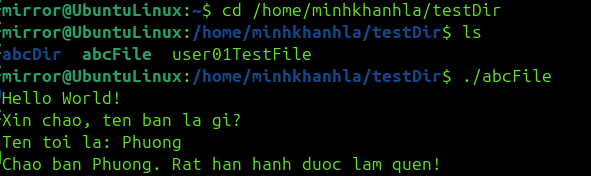 mirror@UbuntuLinux:~$ cd /home/minhkhanhla/testDir
mirror@UbuntuLinux:/home/minhkhanhla/testDir$ ls
abcDir  abcFile  user01TestFile
mirror@UbuntuLinux:/home/minhkhanhla/testDir$ ./abcFile
Hello World!
Xin chao, ten ban la gi?
Ten toi la: Phuong
Chao ban Phuong. Rat han hanh duoc lam quen!